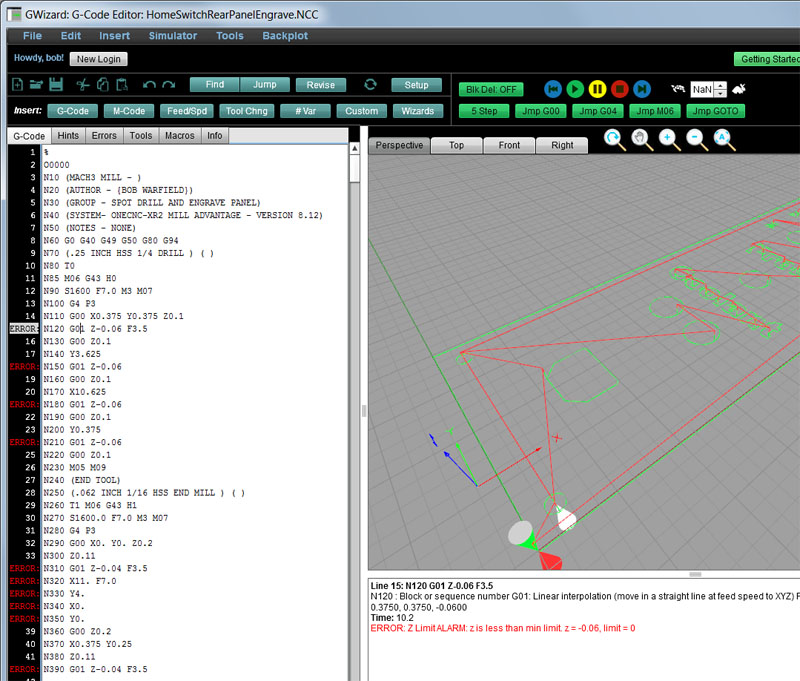 GWizard: G-Code Editor: HomeSwitchRearPanelEngrave.NCC
File Edit Insert Simulator Tools Backplot
Howdy, bob! New Login Getting Started
Find Jump Revise Setup Blk Del: OFF NaN
Insert: G-Code M-Code Feed/Spd Tool Chng # Var Custom Wizards 5 Step Jmp G00 Jmp G04 Jmp M06 Jmp GOTO
G-Code Hints Errors Tools Macros Info
Perspective Top Front Right
1 %
2 O0000
3 N10 (MACH3 MILL - )
4 N20 (AUTHOR - {BOB WARFIELD})
5 N30 (GROUP - SPOT DRILL AND ENGRAVE PANEL)
6 N40 (SYSTEM- ONECNC-XR2 MILL ADVANTAGE - VERSION 8.12)
7 N50 (NOTES - NONE)
8 N60 G0 G40 G49 G50 G80 G94
9 N70 (.25 INCH HSS 1/4 DRILL ) ( )
10 N80 T0
11 N85 M06 G43 H0
12 N90 S1600 F7.0 M3 M07
13 N100 G4 P3
14 N110 G00 X0.375 Y0.375 Z0.1
ERROR: N120 G01 Z-0.06 F3.5
16 N130 G00 Z0.1
17 N140 Y3.625
ERROR: N150 G01 Z-0.06
19 N160 G00 Z0.1
20 N170 X10.625
ERROR: N180 G01 Z-0.06
22 N190 G00 Z0.1
23 N200 Y0.375
ERROR: N210 G01 Z-0.06
25 N220 G00 Z0.1
26 N230 M05 M09
27 N240 (END TOOL)
28 N250 (.062 INCH 1/16 HSS END MILL ) ( )
29 N260 T1 M06 G43 H1
30 N270 S1600.0 F7.0 M3 M07
31 N280 G4 P3
32 N290 G00 X0. Y0. Z0.2
33 N300 Z0.11
ERROR: N310 G01 Z-0.04 F3.5
ERROR: N320 X11. F7.0
ERROR: N330 Y4.
ERROR: N340 X0.
ERROR: N350 Y0.
39 N360 G00 Z0.2
40 N370 X0.375 Y0.25
41 N380 Z0.11
ERROR: N390 G01 Z-0.04 F3.5
Line 15: N120 G01 Z-0.06 F3.5
N120 : Block or sequence number G01: Linear interpolation (move in a straight line at feed speed to XYZ) F
0.3750, 0.3750, -0.0600
Time: 10.2
ERROR: Z Limit ALARM: z is less than min limit. z = -0.06, limit = 0